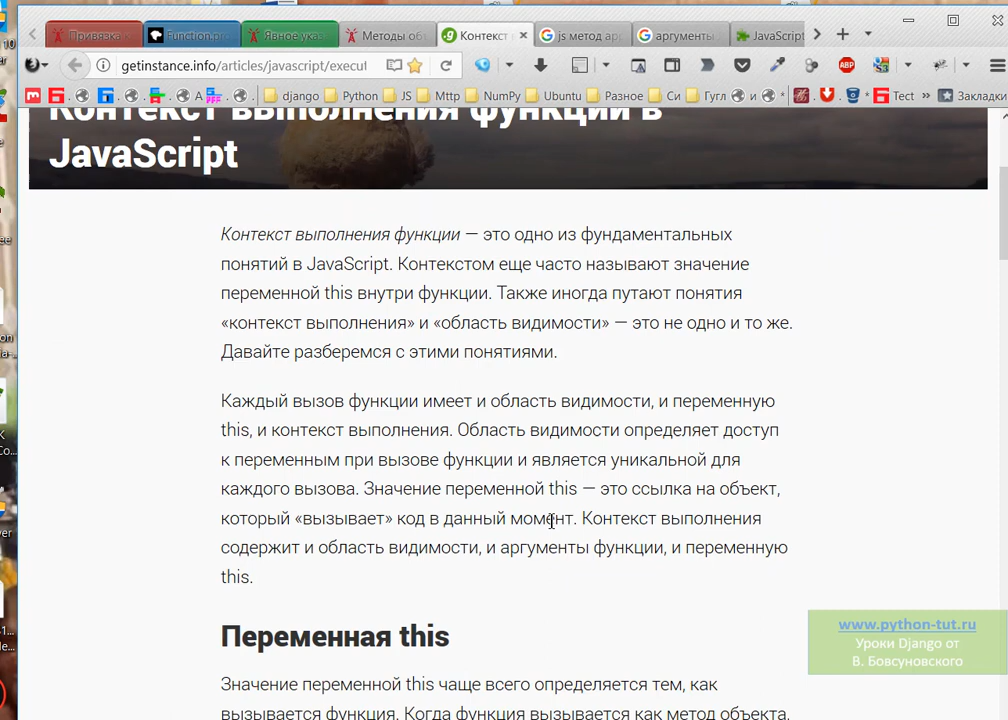 Привязка
Function.pro
Явное ука
Методы об
Контекст
js метод ар
аргументы
JavaScript
getinstance.info/articles/javascript/execut
ABP
django
Python
JS
Mttp
NumPy
Ubuntu
Разное
Си
Гугл
и
Тест
»
Закладки
Контекст выполнения функции в
JavaScript
Контекст выполнения функции — это одно из фундаментальных
понятий в JavaScript. Контекстом еще часто называют значение
переменной this внутри функции. Также иногда путают понятия
«контекст выполнения» и «область видимости» — это не одно и то же.
Давайте разберемся с этими понятиями.
Каждый вызов функции имеет и область видимости, и переменную
this, и контекст выполнения. Область видимости определяет доступ
к переменным при вызове функции и является уникальной для
каждого вызова. Значение переменной this — это ссылка на объект,
который «вызывает» код в данный момент. Контекст выполнения
содержит и область видимости, и аргументы функции, и переменную
this.
Переменная this
Значение переменной this чаще всего определяется тем, как
вызывается функция. Когда функция вызывается как метод объекта,
www.python-tut.ru
Уроки Django от
В. Бовсуновского